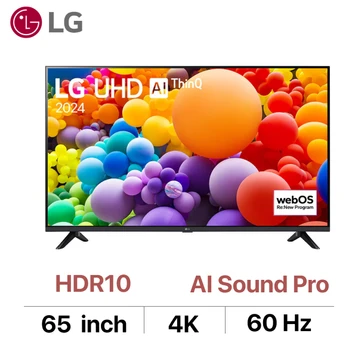 LG
LG UHD AI ThinQ
2024
webOS
Re:New Program
HDR10 AI Sound Pro
65 inch 4K 60 Hz